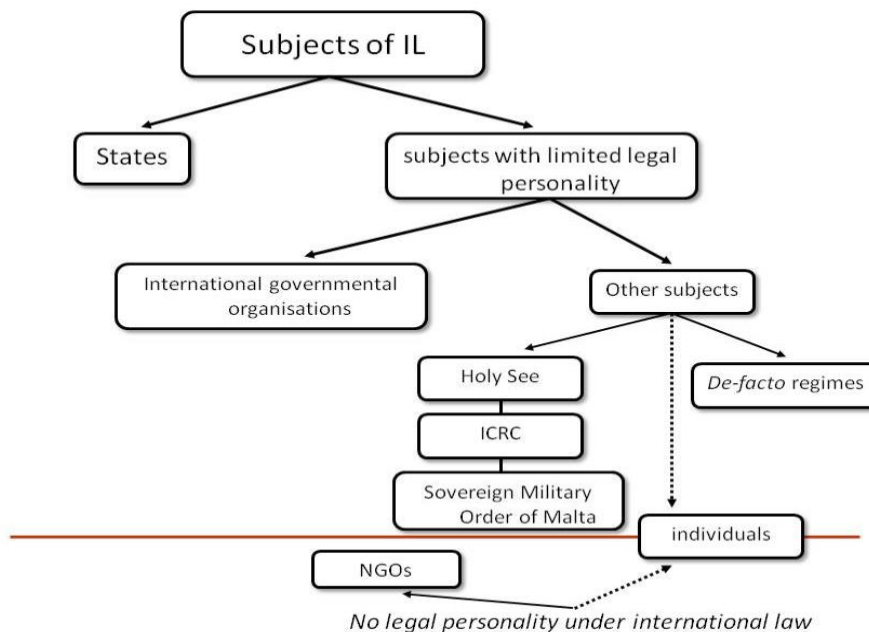 Subjects of IL
States
subjects with limited legal
personality
International governmental
organisations
Other subjects
Holy See
De-facto regimes
ICRC
Sovereign Military
Order of Malta
individuals
NGOs
No legal personality under international law